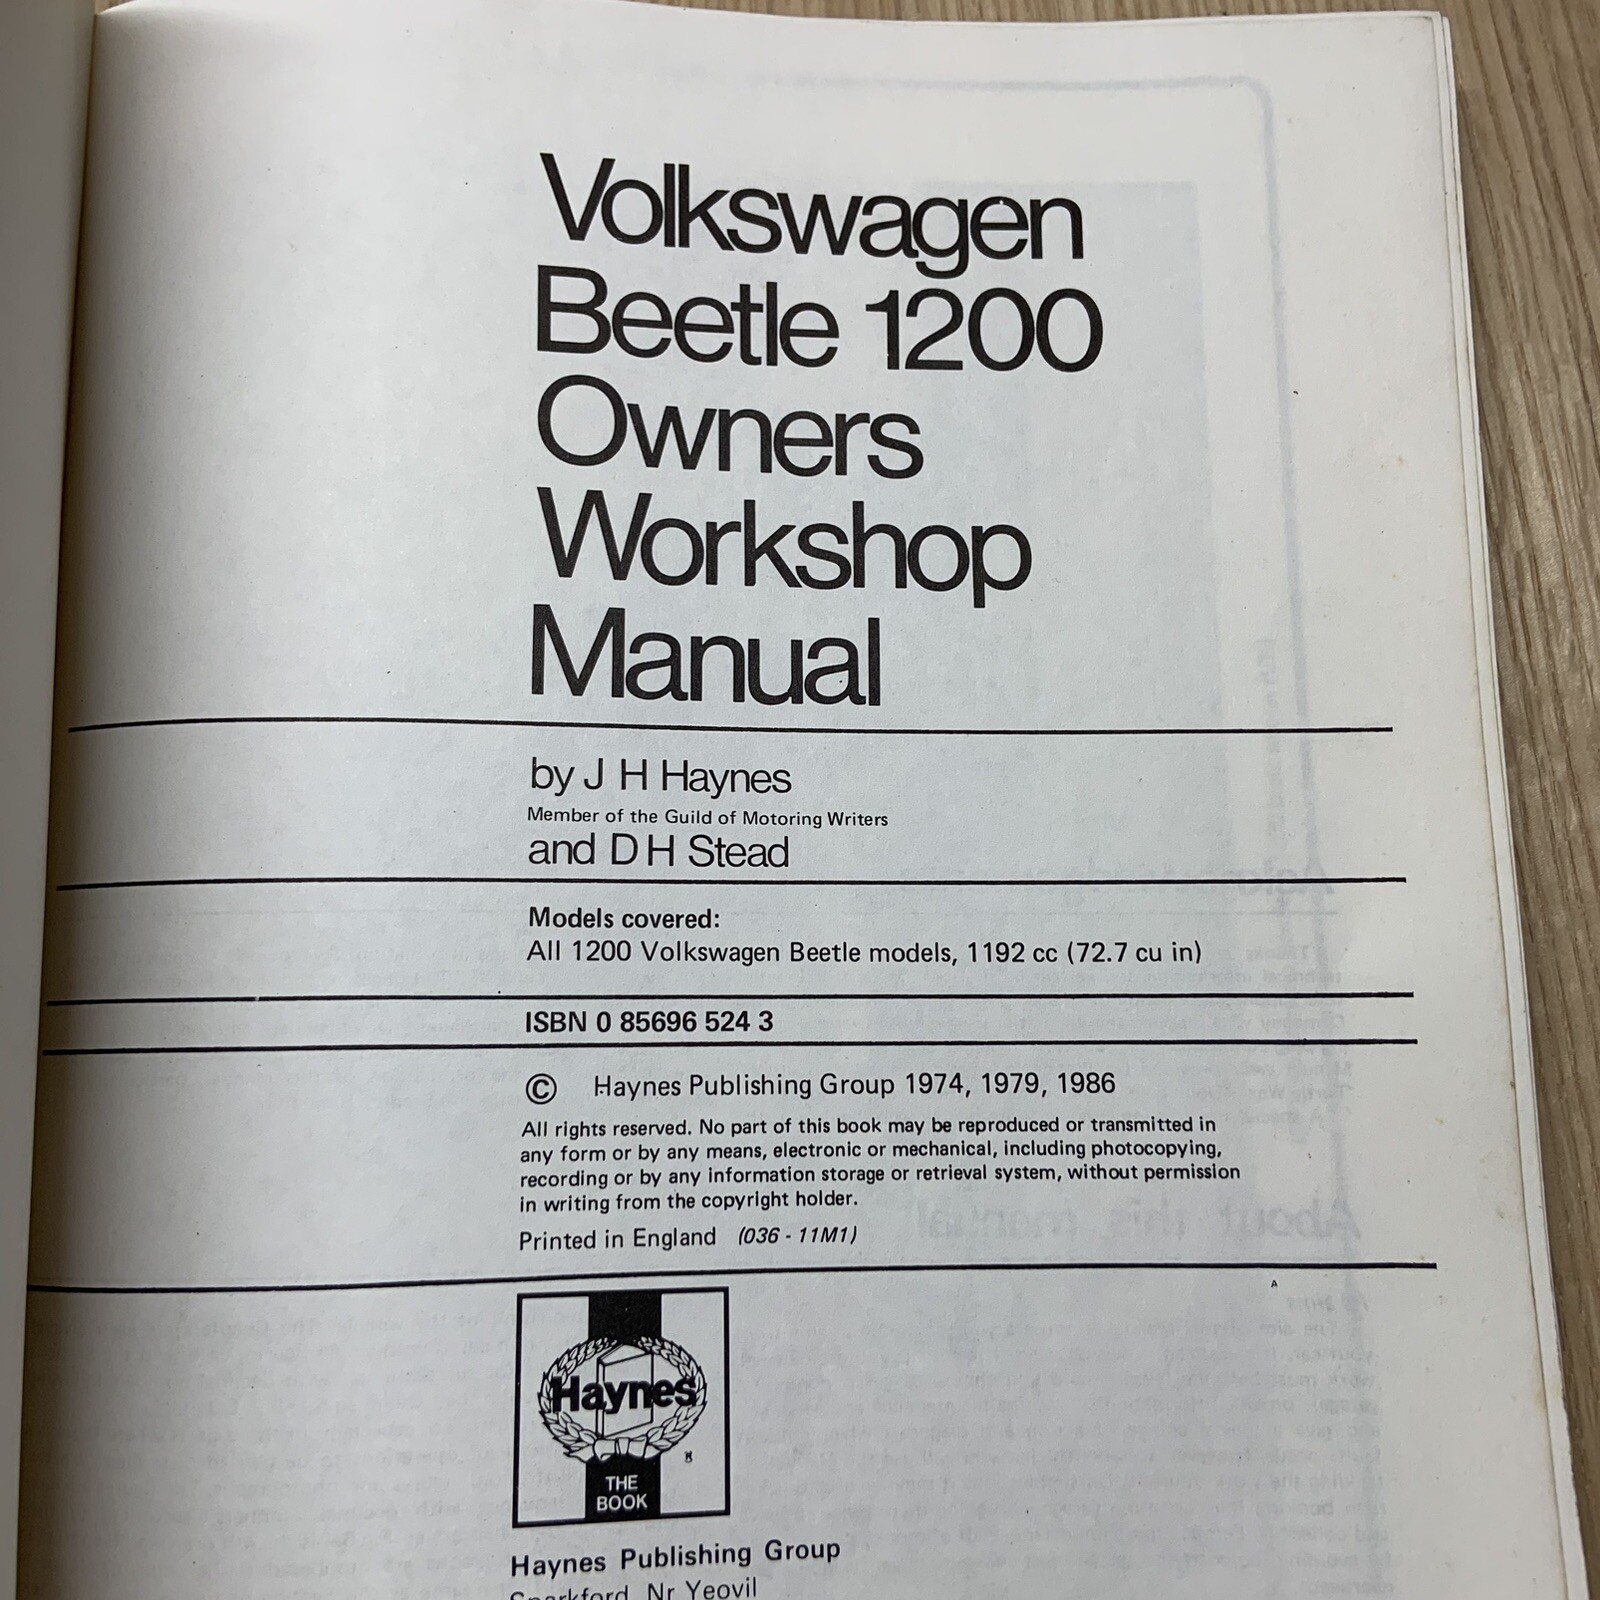 Volkswagen
Beetle 1200
Owners
Workshop
Manual
by J H Haynes
Member of the Guild of Motoring Writers
and D H Stead
Models covered:
All 1200 Volkswagen Beetle models, 1192 cc (72.7 cu in)
ISBN 0 85696 524 3
© Haynes Publishing Group 1974, 1979, 1986
All rights reserved. No part of this book may be reproduced or transmitted in
any form or by any means, electronic or mechanical, including photocopying,
recording or by any information storage or retrieval system, without permission
in writing from the copyright holder.
Printed in England (036 - 11M1)
A
Haynes
THE
BOOK
Haynes Publishing Group
Sparkford, Nr Yeovil